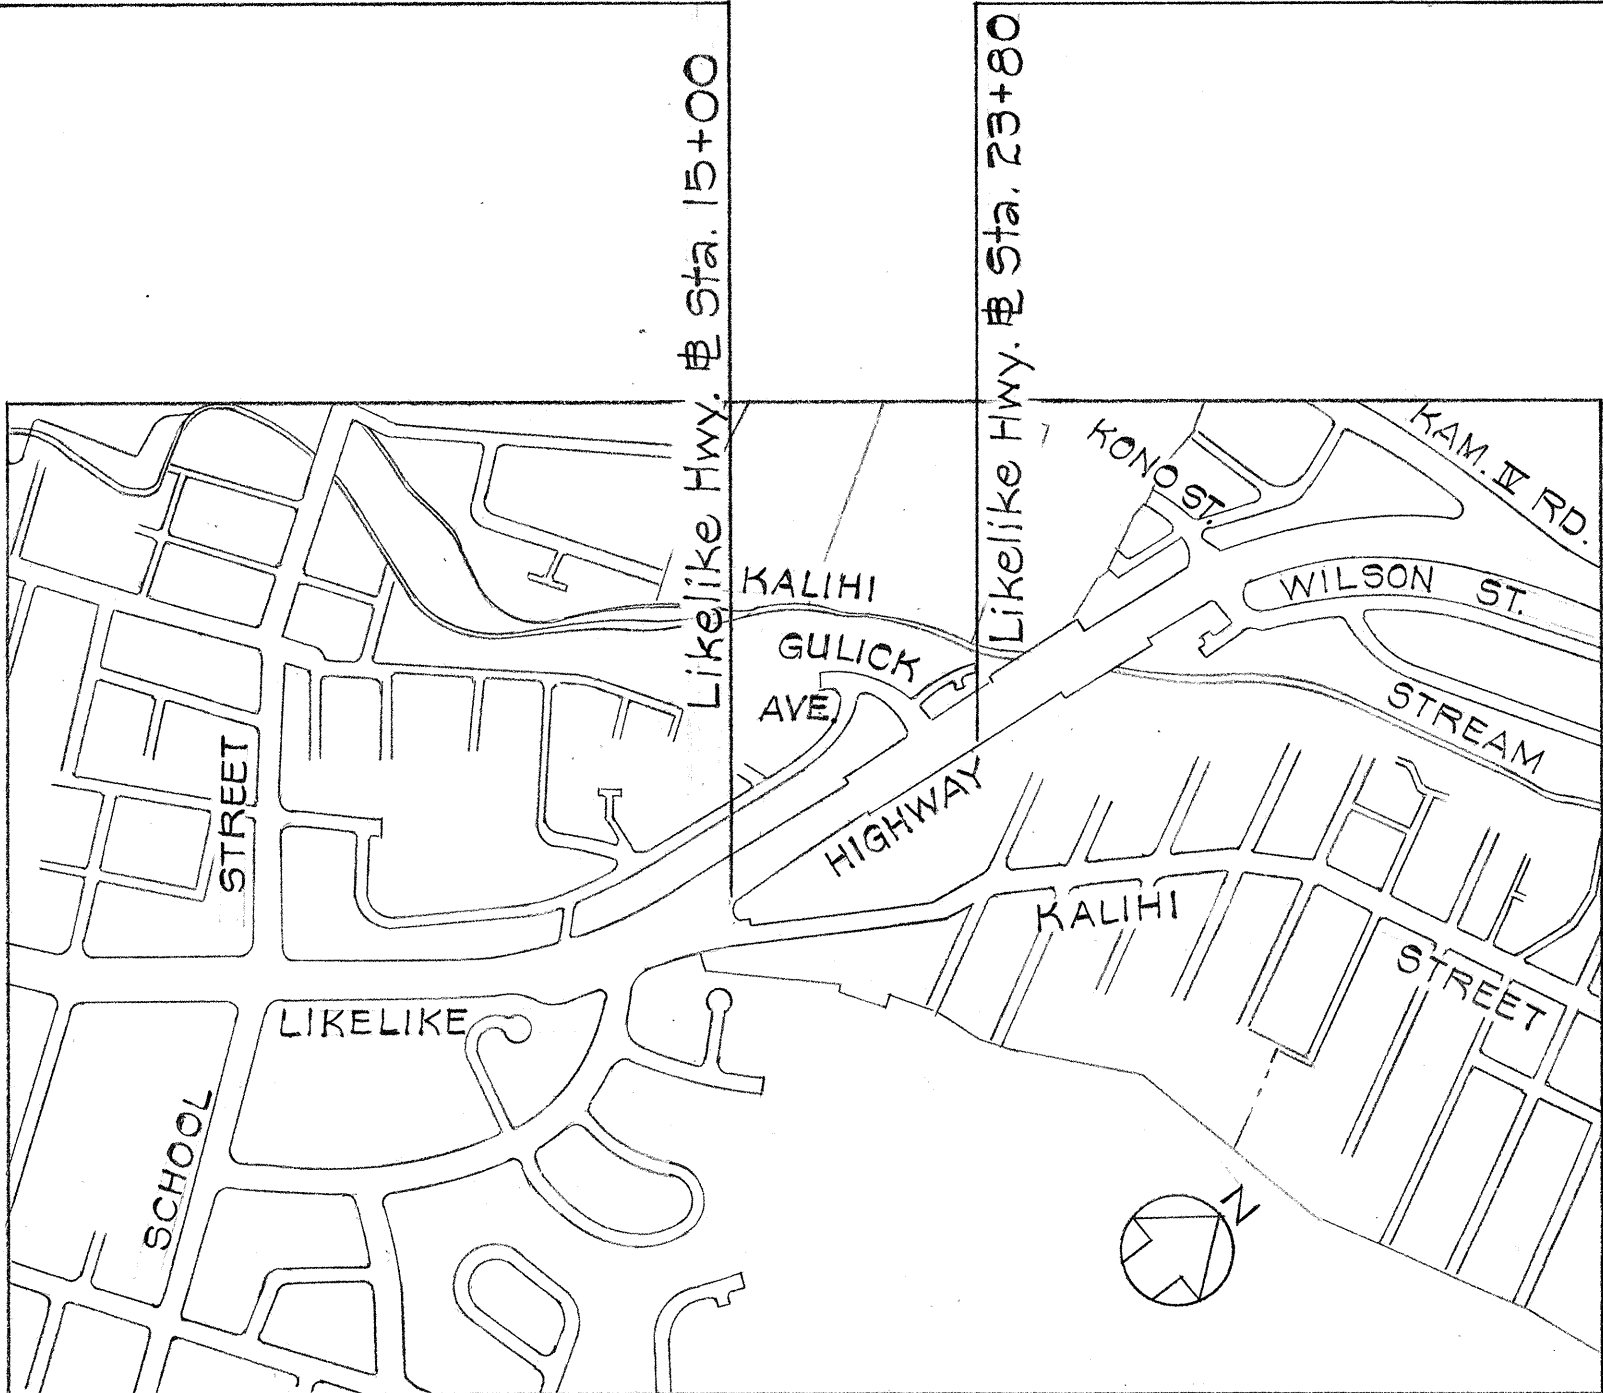 Likelike Hwy. ⅊ Sta. 15+00
Likelike Hwy. ⅊ Sta. 23+80
KAM. IV RD.
KONO ST.
WILSON ST.
KALIHI
STREAM
GULICK
AVE.
HIGHWAY
STREET
KALIHI
STREET
LIKELIKE
SCHOOL
N